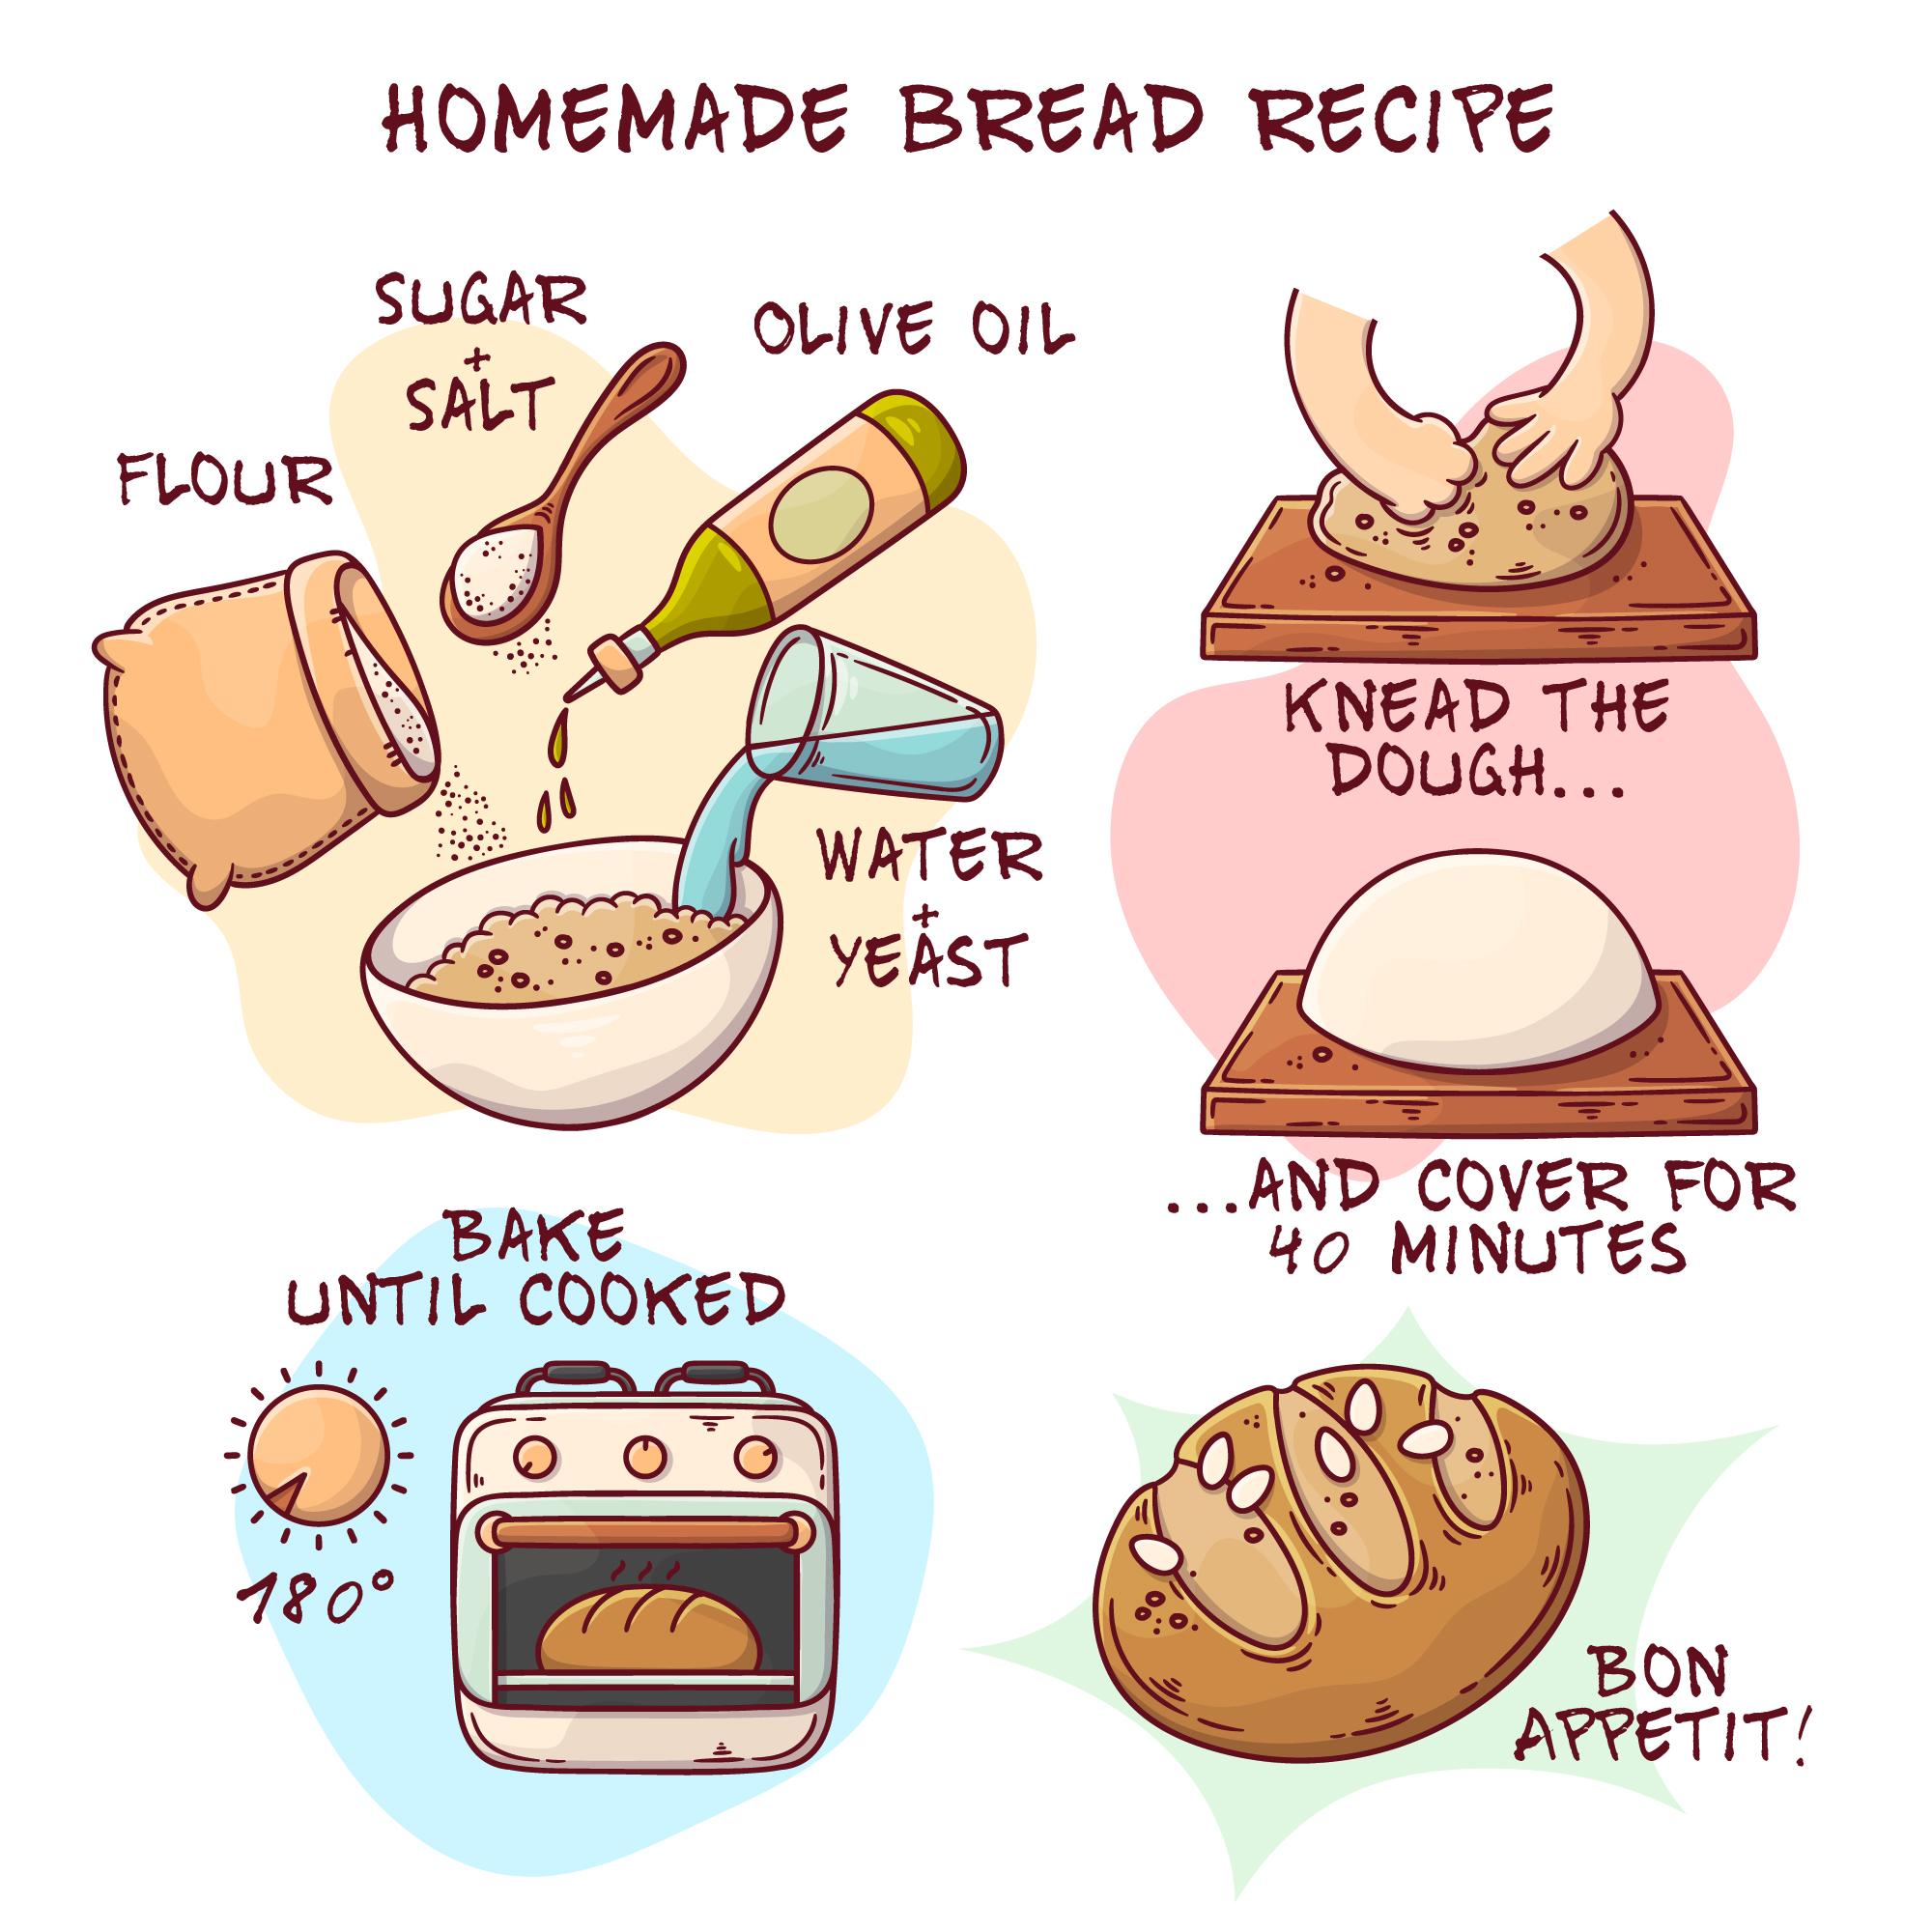 HOMEMADE BREAD RECIPE
SUGAR
+
SALT
OLIVE OIL
FLOUR
WATER
+
YEAST
KNEAD THE
DOUGH...
...AND COVER FOR
40 MINUTES
BAKE
UNTIL COOKED
180°
BON
APPETIT!